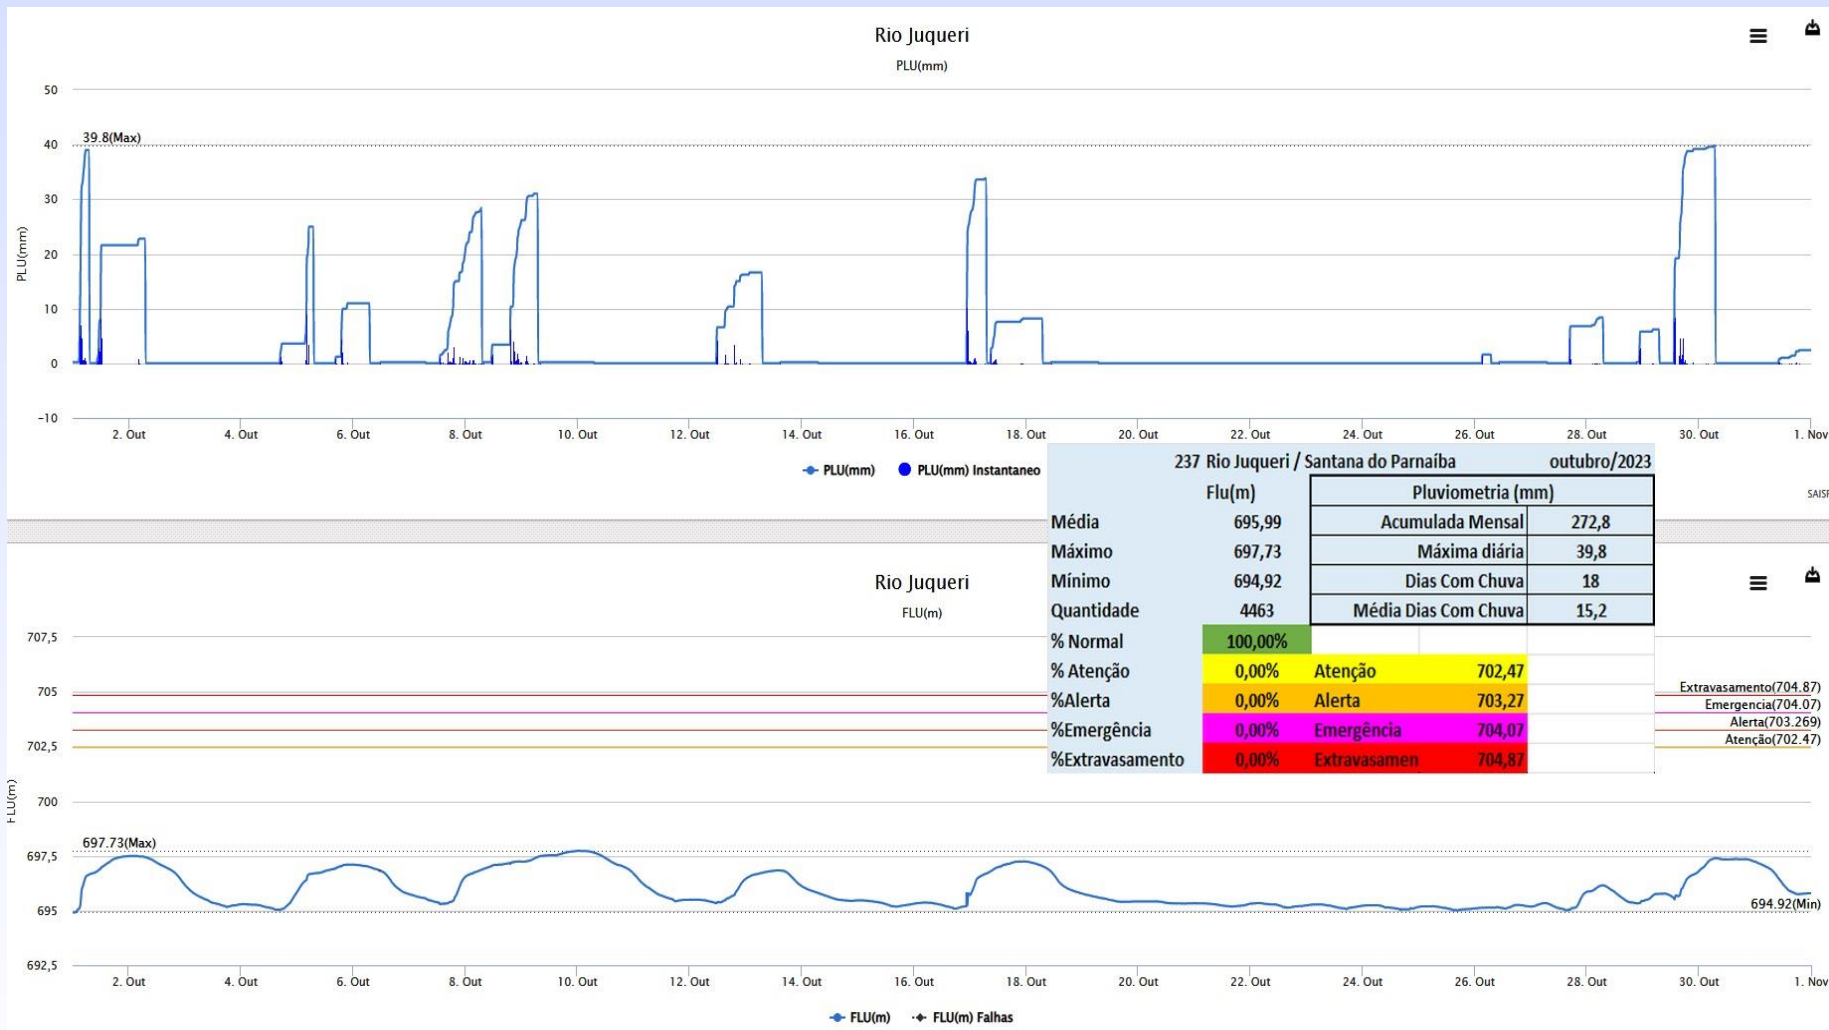 Rio Juqueri
PLU(mm)
50
39.8(Max)
40
30
20
10
0
-10
PLU(mm)
2. Out 4. Out 6. Out 8. Out 10. Out 12. Out 14. Out 16. Out 18. Out 20. Out 22. Out 24. Out 26. Out 28. Out 30. Out 1. Nov
PLU(mm) PLU(mm) Instantaneo
237 Rio Juqueri / Santana do Parnaíba outubro/2023
Flu(m) Pluviometria (mm)
SAISP
Média 695,99 Acumulada Mensal 272,8
Máximo 697,73 Máxima diária 39,8
Mínimo 694,92 Dias Com Chuva 18
Quantidade 4463 Média Dias Com Chuva 15,2
% Normal 100,00%
% Atenção 0,00% Atenção 702,47
%Alerta 0,00% Alerta 703,27
%Emergência 0,00% Emergência 704,07
%Extravasamento 0,00% Extravasamen 704,87
Rio Juqueri
FLU(m)
707,5
705
702,5
700
697,5
695
692,5
FLU(m)
Extravasamento(704.87)
Emergencia(704.07)
Alerta(703.269)
Atenção(702.47)
697.73(Max)
694.92(Min)
2. Out 4. Out 6. Out 8. Out 10. Out 12. Out 14. Out 16. Out 18. Out 20. Out 22. Out 24. Out 26. Out 28. Out 30. Out 1. Nov
FLU(m) FLU(m) Falhas